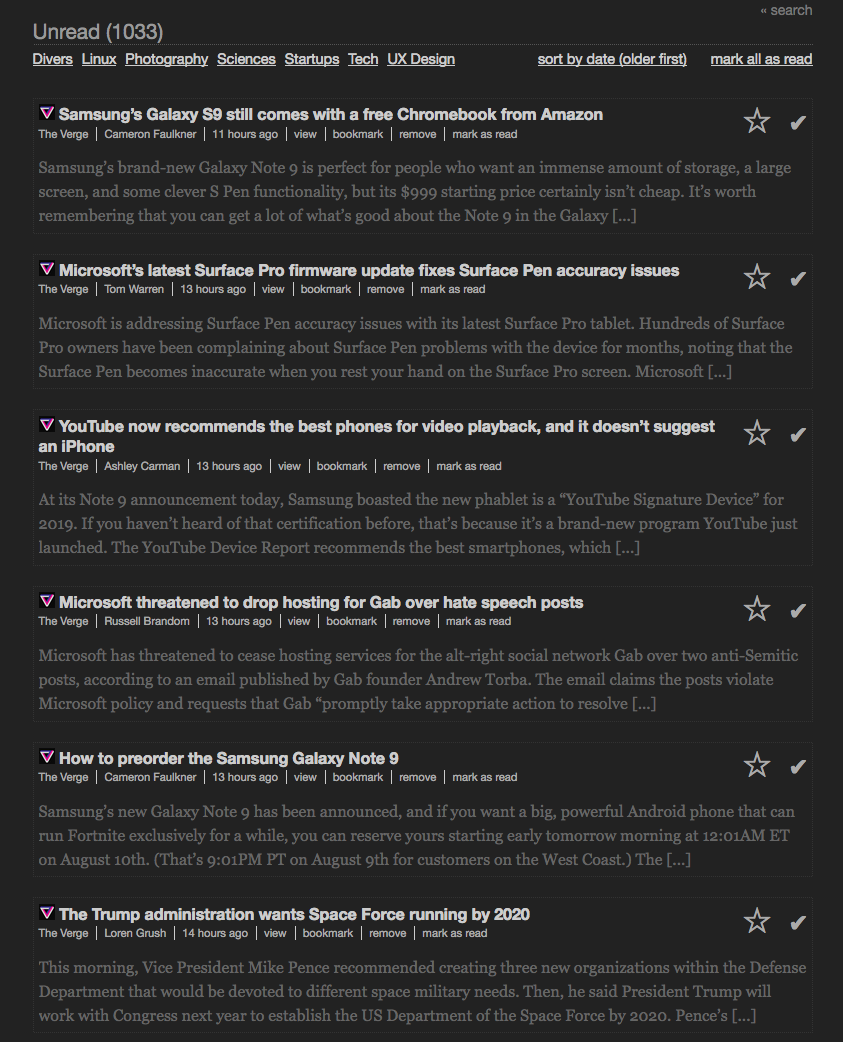 « search
Unread (1033)
Divers Linux Photography Sciences Startups Tech UX Design sort by date (older first) mark all as read
Samsung’s Galaxy S9 still comes with a free Chromebook from Amazon
The Verge | Cameron Faulkner | 11 hours ago | view | bookmark | remove | mark as read
Samsung’s brand-new Galaxy Note 9 is perfect for people who want an immense amount of storage, a large
screen, and some clever S Pen functionality, but its $999 starting price certainly isn’t cheap. It’s worth
remembering that you can get a lot of what’s good about the Note 9 in the Galaxy [...]
Microsoft’s latest Surface Pro firmware update fixes Surface Pen accuracy issues
The Verge | Tom Warren | 13 hours ago | view | bookmark | remove | mark as read
Microsoft is addressing Surface Pen accuracy issues with its latest Surface Pro tablet. Hundreds of Surface
Pro owners have been complaining about Surface Pen problems with the device for months, noting that the
Surface Pen becomes inaccurate when you rest your hand on the Surface Pro screen. Microsoft [...]
YouTube now recommends the best phones for video playback, and it doesn’t suggest
an iPhone
The Verge | Ashley Carman | 13 hours ago | view | bookmark | remove | mark as read
At its Note 9 announcement today, Samsung boasted the new phablet is a “YouTube Signature Device” for
2019. If you haven’t heard of that certification before, that’s because it’s a brand-new program YouTube just
launched. The YouTube Device Report recommends the best smartphones, which [...]
Microsoft threatened to drop hosting for Gab over hate speech posts
The Verge | Russell Brandom | 13 hours ago | view | bookmark | remove | mark as read
Microsoft has threatened to cease hosting services for the alt-right social network Gab over two anti-Semitic
posts, according to an email published by Gab founder Andrew Torba. The email claims the posts violate
Microsoft policy and requests that Gab “promptly take appropriate action to resolve [...]
How to preorder the Samsung Galaxy Note 9
The Verge | Cameron Faulkner | 13 hours ago | view | bookmark | remove | mark as read
Samsung’s new Galaxy Note 9 has been announced, and if you want a big, powerful Android phone that can
run Fortnite exclusively for a while, you can reserve yours starting early tomorrow morning at 12:01AM ET
on August 10th. (That’s 9:01PM PT on August 9th for customers on the West Coast.) The [...]
The Trump administration wants Space Force running by 2020
The Verge | Loren Grush | 14 hours ago | view | bookmark | remove | mark as read
This morning, Vice President Mike Pence recommended creating three new organizations within the Defense
Department that would be devoted to different space military needs. Then, he said President Trump will
work with Congress next year to establish the US Department of the Space Force by 2020. Pence’s [...]